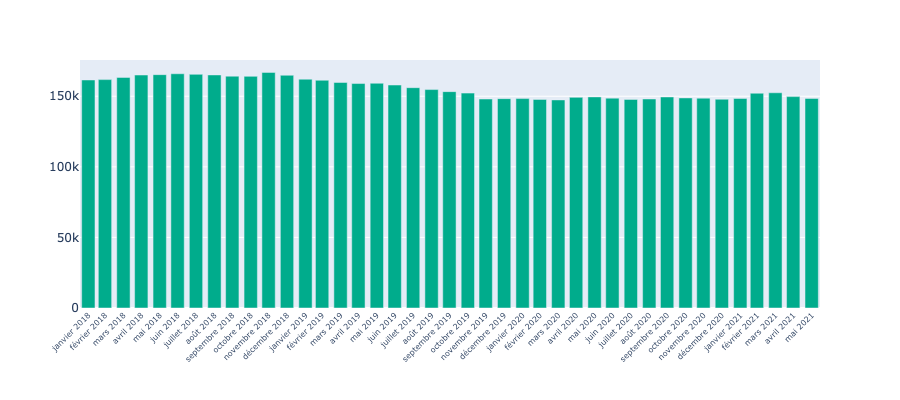 150k
100k
50k
0
janvier 2018
février 2018
mars 2018
avril 2018
mai 2018
juin 2018
juillet 2018
août 2018
septembre 2018
octobre 2018
novembre 2018
décembre 2018
janvier 2019
février 2019
mars 2019
avril 2019
mai 2019
juin 2019
juillet 2019
août 2019
septembre 2019
octobre 2019
novembre 2019
décembre 2019
janvier 2020
février 2020
mars 2020
avril 2020
mai 2020
juin 2020
juillet 2020
août 2020
septembre 2020
octobre 2020
novembre 2020
décembre 2020
janvier 2021
février 2021
mars 2021
avril 2021
mai 2021